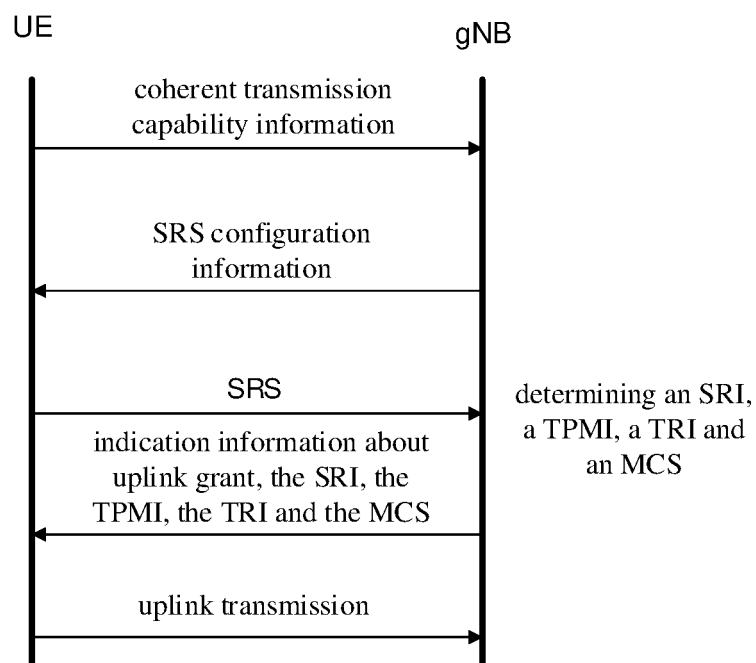 UE
gNB
coherent transmission
capability information
SRS configuration
information
SRS
determining an SRI,
a TPMI, a TRI and
an MCS
indication information about
uplink grant, the SRI, the
TPMI, the TRI and the MCS
uplink transmission